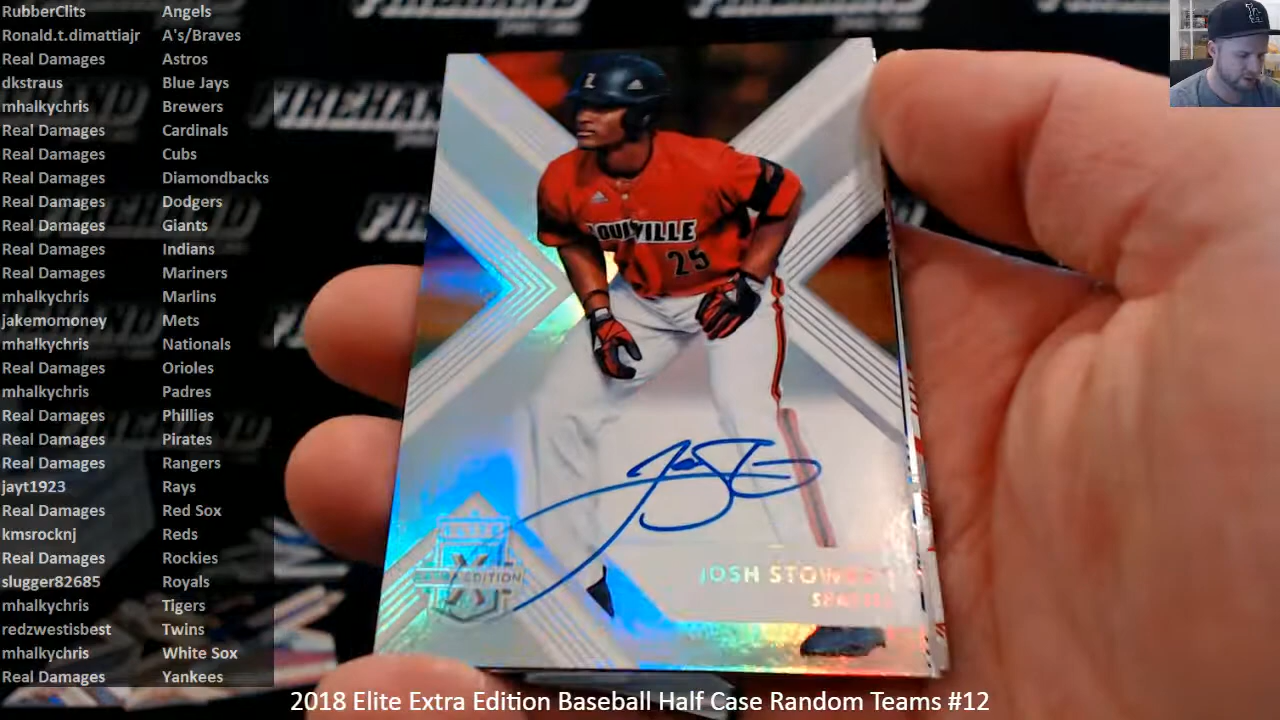 RubberClits Angels
Ronald.t.dimattiajr A's/Braves
Real Damages Astros
dkstraus Blue Jays
mhalkychris Brewers
Real Damages Cardinals
Real Damages Cubs
Real Damages Diamondbacks
Real Damages Dodgers
Real Damages Giants
Real Damages Indians
Real Damages Mariners
mhalkychris Marlins
jakemomoney Mets
mhalkychris Nationals
Real Damages Orioles
mhalkychris Padres
Real Damages Phillies
Real Damages Pirates
Real Damages Rangers
jayt1923 Rays
Real Damages Red Sox
kmsrocknj Reds
Real Damages Rockies
slugger82685 Royals
mhalkychris Tigers
redzwestisbest Twins
mhalkychris White Sox
Real Damages Yankees
FIREHAND
L
LOUISVILLE
25
ELITE
EXTRA EDITION
JOSH
2018 Elite Extra Edition Baseball Half Case Random Teams #12